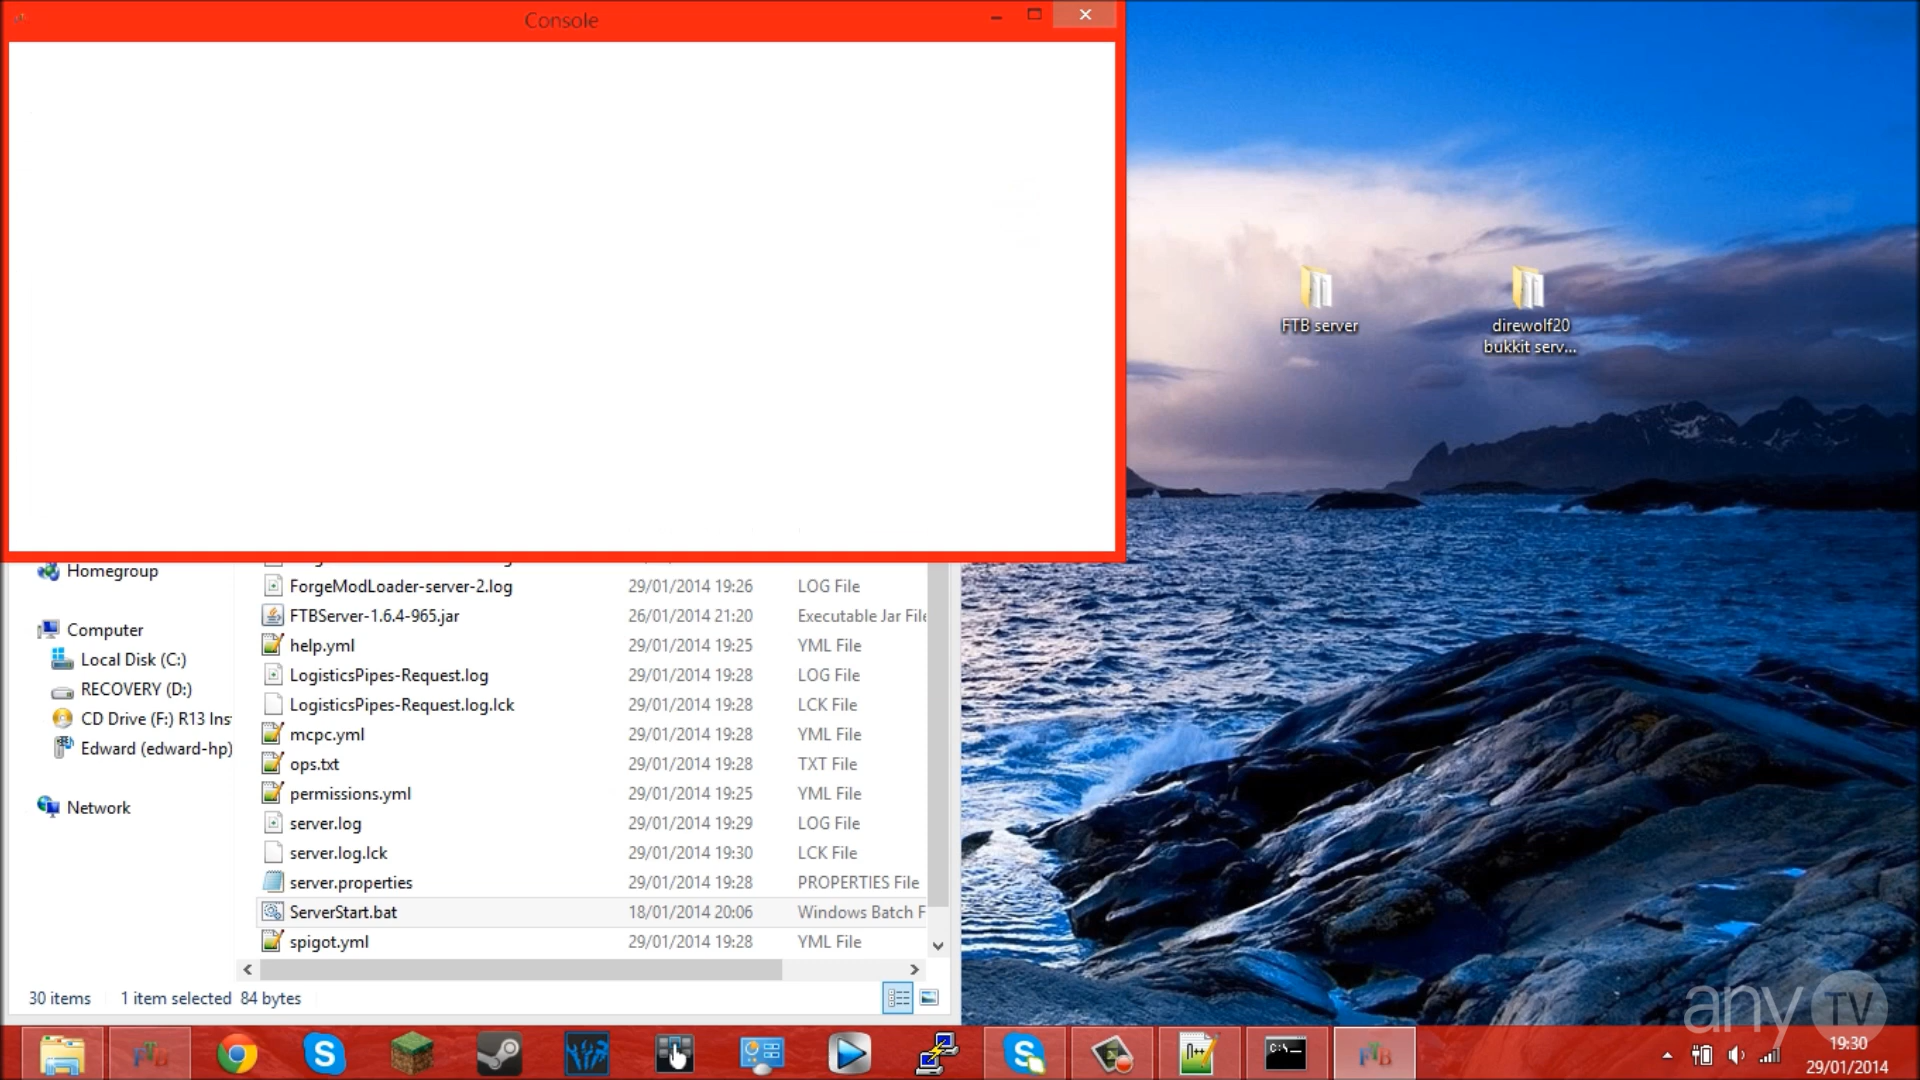 Console
FTB server
direwolf20
bukkit serv...
Homegroup
ForgeModLoader-server-2.log 29/01/2014 19:26 LOG File
FTBServer-1.6.4-965.jar 26/01/2014 21:20 Executable Jar File
Computer
help.yml 29/01/2014 19:25 YML File
Local Disk (C:)
LogisticsPipes-Request.log 29/01/2014 19:28 LOG File
RECOVERY (D:)
LogisticsPipes-Request.log.lck 29/01/2014 19:28 LCK File
CD Drive (F:) R13 Ins
mcpc.yml 29/01/2014 19:28 YML File
Edward (edward-hp)
ops.txt 29/01/2014 19:28 TXT File
permissions.yml 29/01/2014 19:25 YML File
Network
server.log 29/01/2014 19:29 LOG File
server.log.lck 29/01/2014 19:30 LCK File
server.properties 29/01/2014 19:28 PROPERTIES File
ServerStart.bat 18/01/2014 20:06 Windows Batch F
spigot.yml 29/01/2014 19:28 YML File
30 items 1 item selected 84 bytes
any TV
FTB
S
S
n++
C:\_
FTB
19:30
29/01/2014